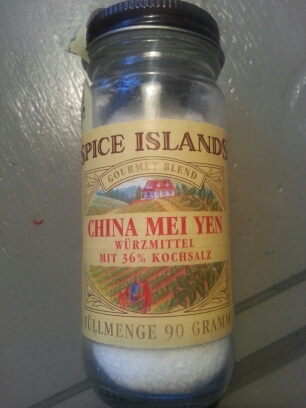 SPICE ISLANDS
GOURMET BLEND
CHINA MEI YEN
WÜRZMITTEL
MIT 36% KOCHSALZ
FÜLLMENGE 90 GRAMM